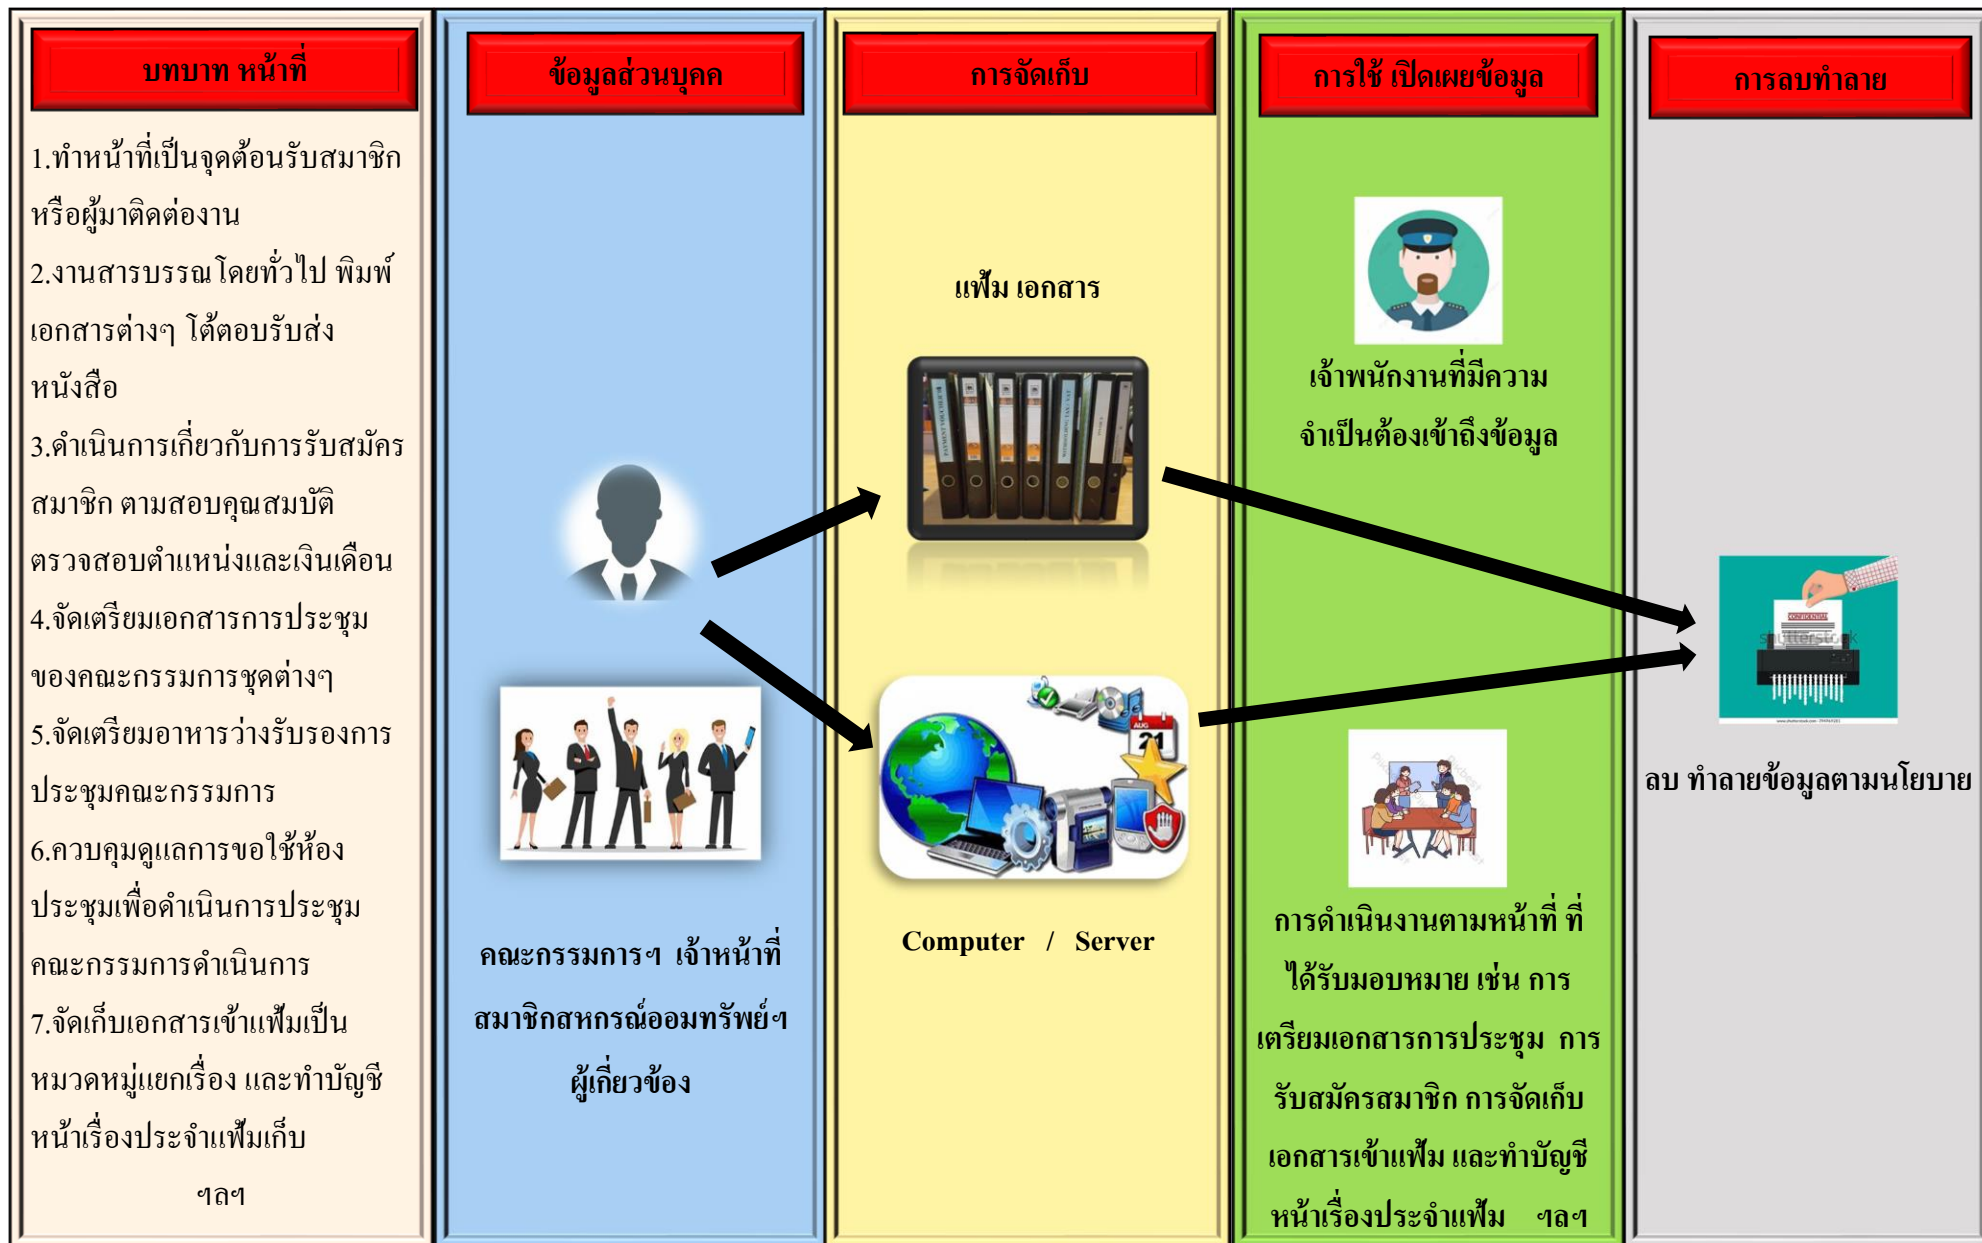 บทบาท หน้าที่
1.ทำหน้าที่เป็นจุดต้อนรับสมาชิก
หรือผู้มาติดต่องาน
2.งานสารบรรณโดยทั่วไป พิมพ์
เอกสารต่างๆ โต้ตอบรับส่ง
หนังสือ
3.ดำเนินการเกี่ยวกับการรับสมัคร
สมาชิก ตามสอบคุณสมบัติ
ตรวจสอบตำแหน่งและเงินเดือน
4.จัดเตรียมเอกสารการประชุม
ของคณะกรรมการชุดต่างๆ
5.จัดเตรียมอาหารว่างรับรองการ
ประชุมคณะกรรมการ
6.ควบคุมดูแลการขอใช้ห้อง
ประชุมเพื่อดำเนินการประชุม
คณะกรรมการดำเนินการ
7.จัดเก็บเอกสารเข้าแฟ้มเป็น
หมวดหมู่แยกเรื่อง และทำบัญชี
หน้าเรื่องประจำแฟ้มเก็บ
ฯลฯ
ข้อมูลส่วนบุคค
คณะกรรมการฯ เจ้าหน้าที่
สมาชิกสหกรณ์ออมทรัพย์ฯ
ผู้เกี่ยวข้อง
การจัดเก็บ
แฟ้ม เอกสาร
PAYMENT VOUCHER
AUG
21
Computer / Server
การใช้ เปิดเผยข้อมูล
เจ้าพนักงานที่มีความ
จำเป็นต้องเข้าถึงข้อมูล
Pikbest
การดำเนินงานตามหน้าที่ ที่
ได้รับมอบหมาย เช่น การ
เตรียมเอกสารการประชุม การ
รับสมัครสมาชิก การจัดเก็บ
เอกสารเข้าแฟ้ม และทำบัญชี
หน้าเรื่องประจำแฟ้ม ฯลฯ
การลบทำลาย
CONFIDENTIAL
shutterstock
ลบ ทำลายข้อมูลตามนโยบาย